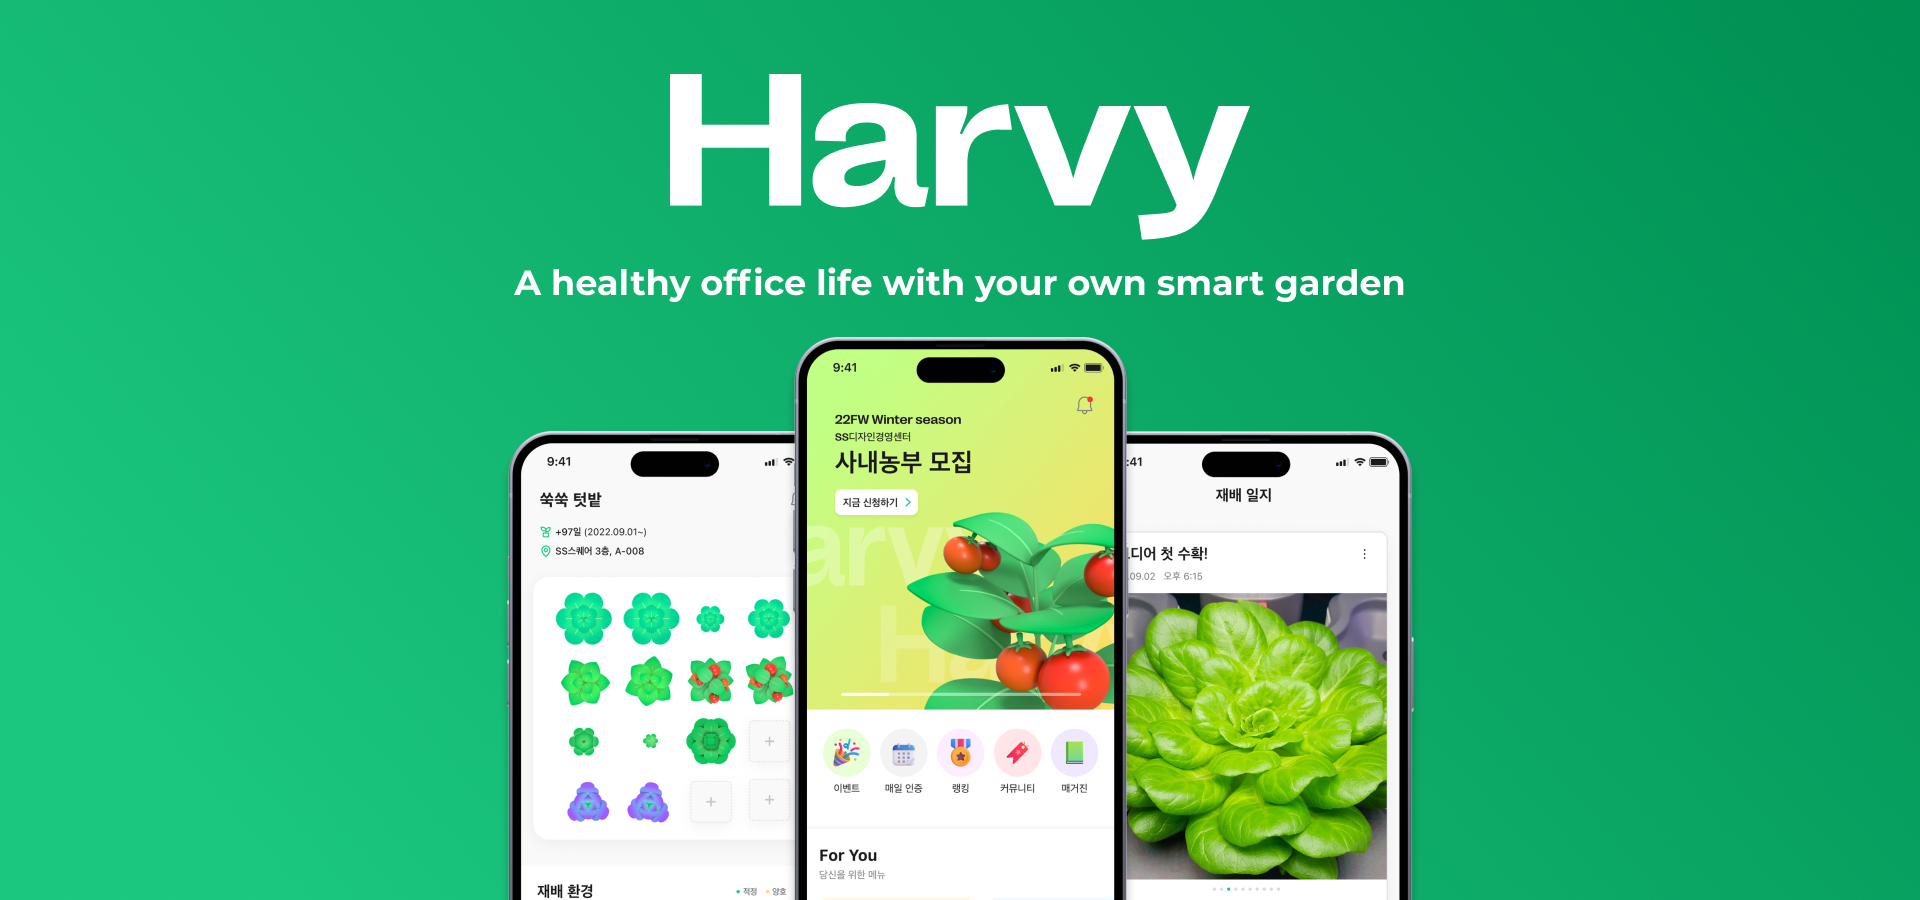 Harvy
A healthy office life with your own smart garden
9:41
쑥쑥 텃밭
+97일 (2022.09.01~)
SS스퀘어 3층, A-008
재배 환경
적정
양호
9:41
22FW Winter season
SS디자인경영센터
사내농부 모집
지금 신청하기
arvy
Ha
이벤트
매일 인증
랭킹
커뮤니티
매거진
For You
당신을 위한 메뉴
:41
재배 일지
디어 첫 수확!
.09.02 오후 6:15